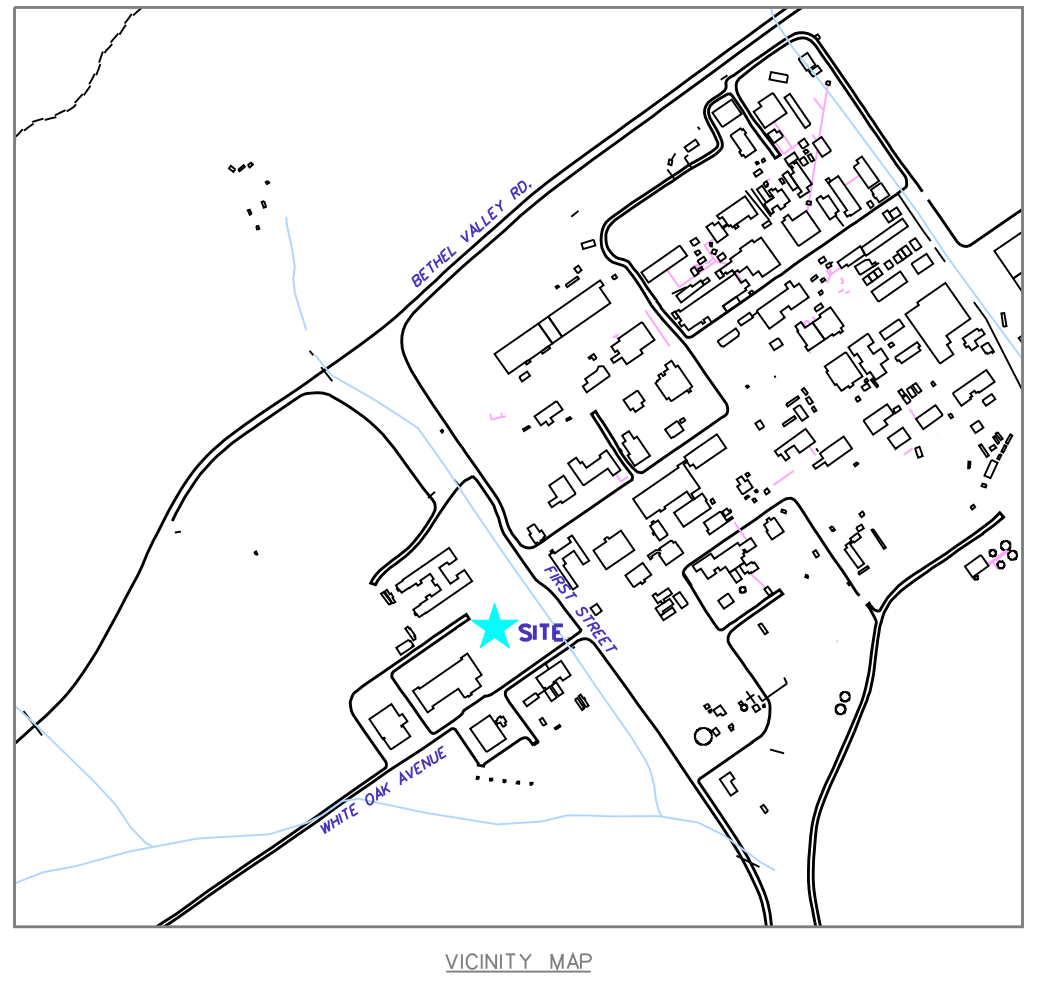 BETHEL VALLEY RD.
FIRST STREET
SITE
WHITE OAK AVENUE
VICINITY MAP